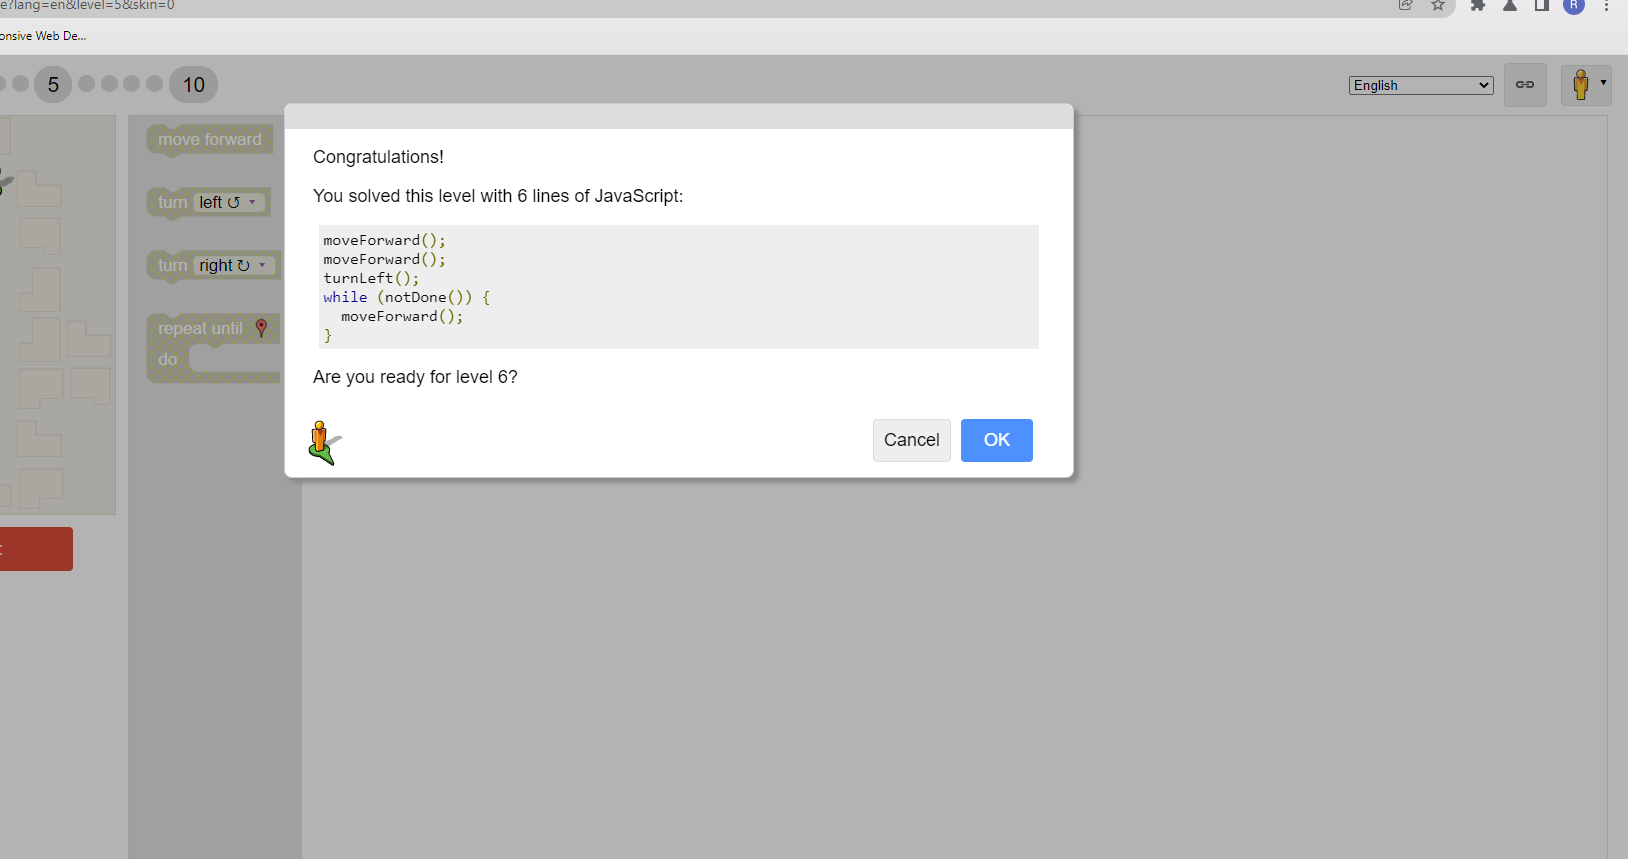 e?lang=en&level=5&skin=0
R
onsive Web De...
5
10
English
move forward
turn left ↺
turn right ↻
repeat until
do
Congratulations!
You solved this level with 6 lines of JavaScript:
moveForward();
moveForward();
turnLeft();
while (notDone()) {
  moveForward();
}
Are you ready for level 6?
Cancel
OK